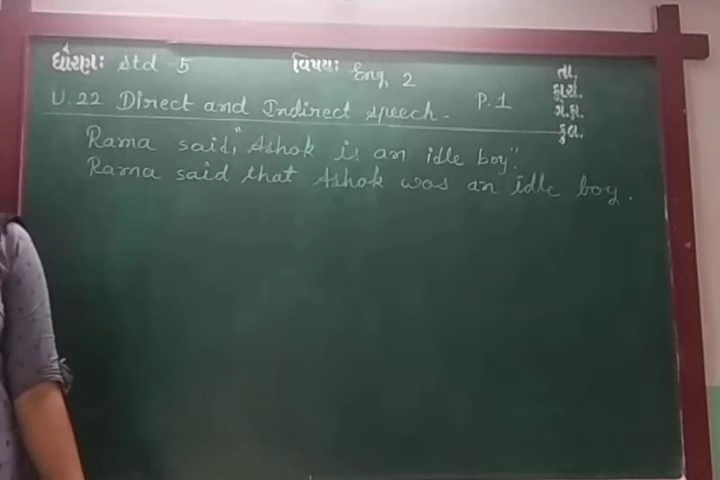 ધોરણ: Std - 5 વિષય: Eng 2 તા.
U.22 Direct and Indirect speech. P.1
Rama said, "Ashok is an idle boy".
Rama said that Ashok was an idle boy.